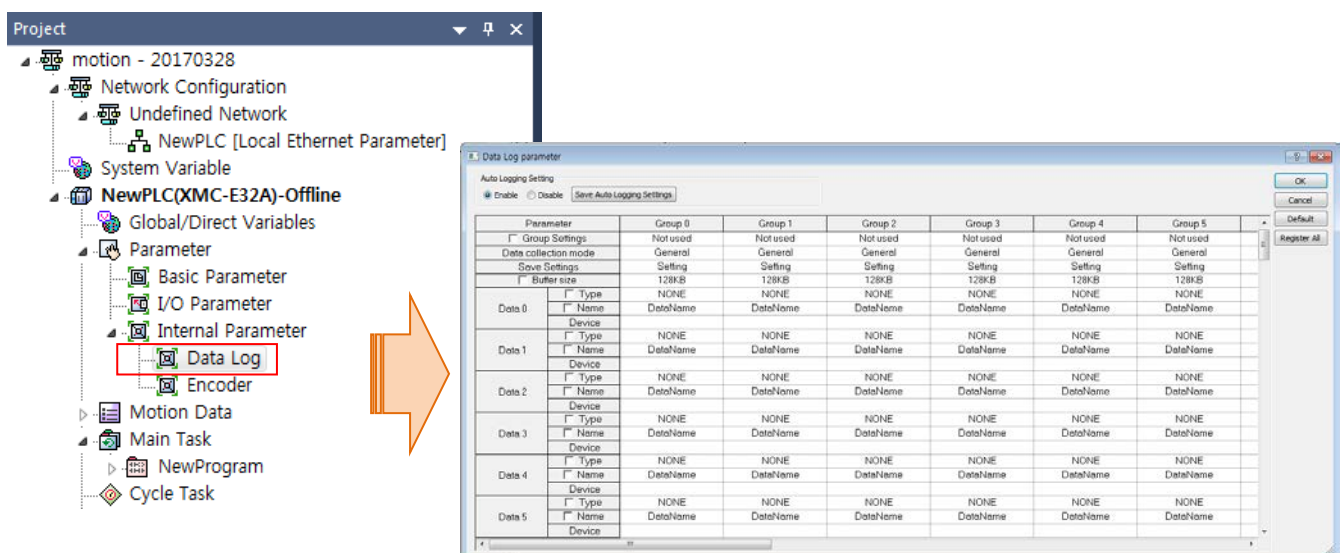 Project
motion - 20170328
Network Configuration
Undefined Network
NewPLC [Local Ethernet Parameter]
System Variable
NewPLC(XMC-E32A)-Offline
Global/Direct Variables
Parameter
Basic Parameter
I/O Parameter
Internal Parameter
Data Log
Encoder
Motion Data
Main Task
NewProgram
Cycle Task
Data Log parameter
Auto Logging Setting
Enable Disable Save Auto Logging Settings
OK
Cancel
Default
Register All
Parameter Group 0 Group 1 Group 2 Group 3 Group 4 Group 5
Group Settings Not used Not used Not used Not used Not used Not used
Data collection mode General General General General General General
Save Settings Setting Setting Setting Setting Setting Setting
Buffer size 128KB 128KB 128KB 128KB 128KB 128KB
Type NONE NONE NONE NONE NONE NONE
Data 0 Name DataName DataName DataName DataName DataName DataName
Device
Type NONE NONE NONE NONE NONE NONE
Data 1 Name DataName DataName DataName DataName DataName DataName
Device
Type NONE NONE NONE NONE NONE NONE
Data 2 Name DataName DataName DataName DataName DataName DataName
Device
Type NONE NONE NONE NONE NONE NONE
Data 3 Name DataName DataName DataName DataName DataName DataName
Device
Type NONE NONE NONE NONE NONE NONE
Data 4 Name DataName DataName DataName DataName DataName DataName
Device
Type NONE NONE NONE NONE NONE NONE
Data 5 Name DataName DataName DataName DataName DataName DataName
Device